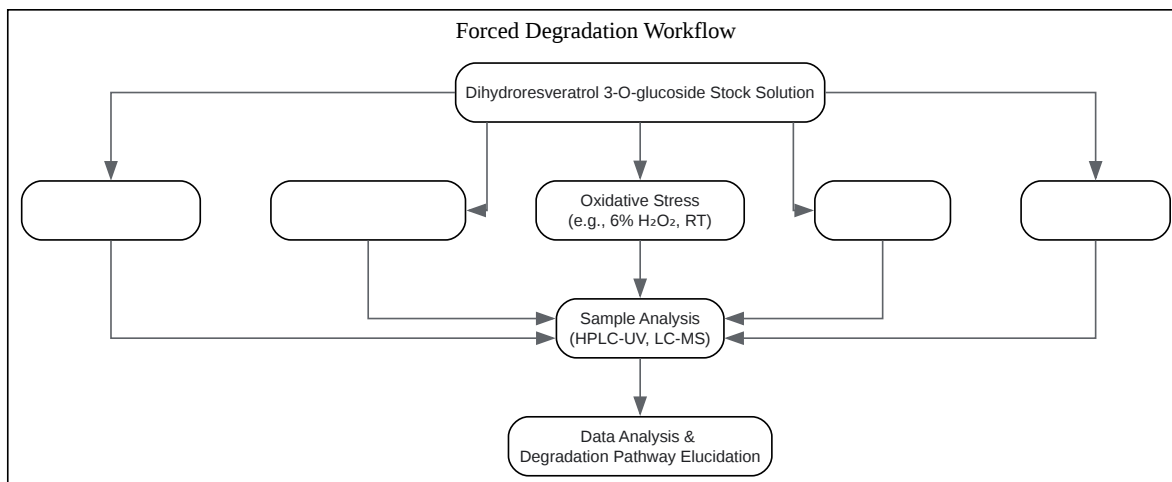 Forced Degradation Workflow
Dihydroresveratrol 3-O-glucoside Stock Solution
Oxidative Stress
(e.g., 6% H₂O₂, RT)
Sample Analysis
(HPLC-UV, LC-MS)
Data Analysis &
Degradation Pathway Elucidation